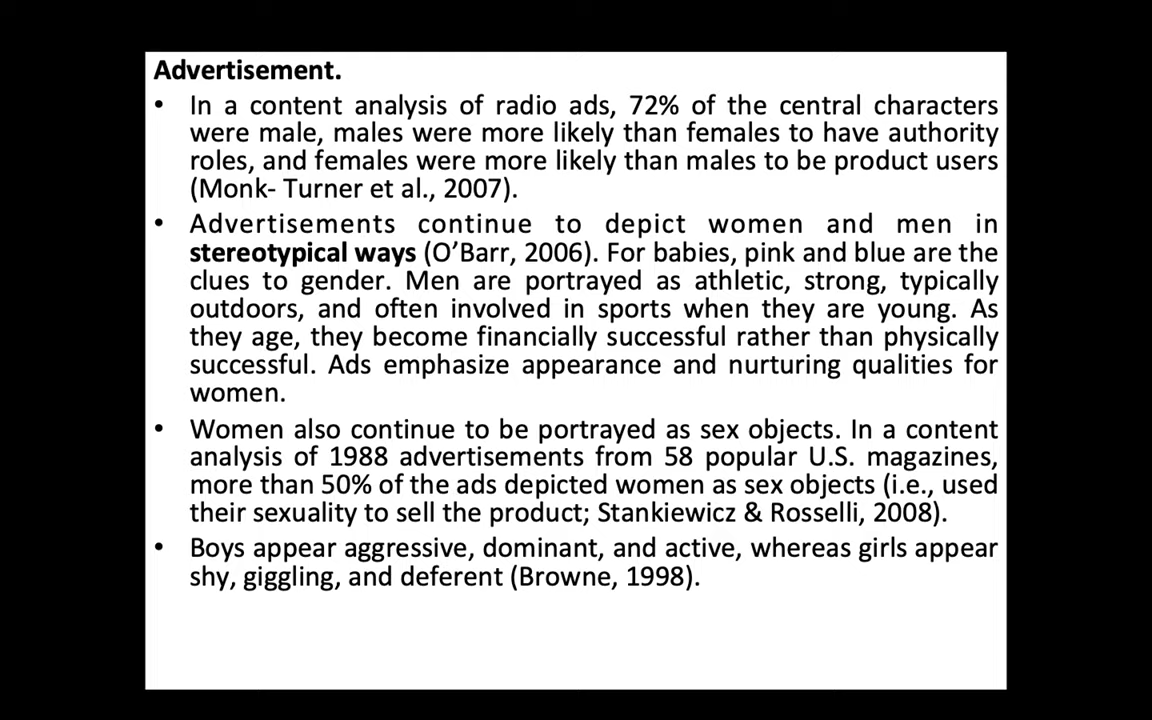 Advertisement.
• In a content analysis of radio ads, 72% of the central characters
were male, males were more likely than females to have authority
roles, and females were more likely than males to be product users
(Monk- Turner et al., 2007).
• Advertisements continue to depict women and men in
stereotypical ways (O’Barr, 2006). For babies, pink and blue are the
clues to gender. Men are portrayed as athletic, strong, typically
outdoors, and often involved in sports when they are young. As
they age, they become financially successful rather than physically
successful. Ads emphasize appearance and nurturing qualities for
women.
• Women also continue to be portrayed as sex objects. In a content
analysis of 1988 advertisements from 58 popular U.S. magazines,
more than 50% of the ads depicted women as sex objects (i.e., used
their sexuality to sell the product; Stankiewicz & Rosselli, 2008).
• Boys appear aggressive, dominant, and active, whereas girls appear
shy, giggling, and deferent (Browne, 1998).